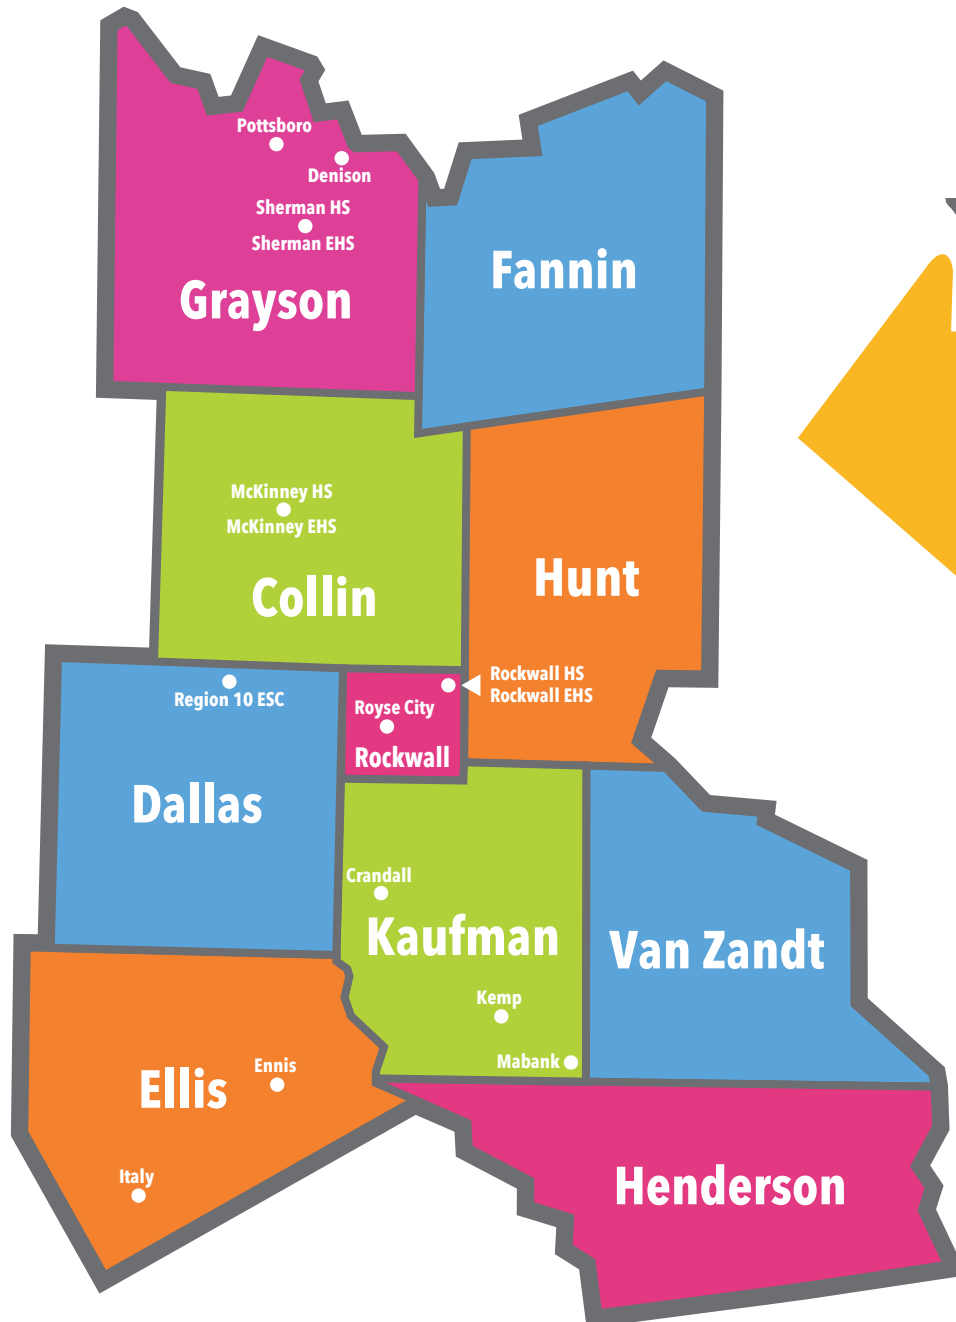 Pottsboro
Denison
Sherman HS
Sherman EHS
Grayson
Fannin
McKinney HS
McKinney EHS
Collin
Hunt
Rockwall HS
Rockwall EHS
Region 10 ESC
Royse City
Rockwall
Dallas
Crandall
Kaufman
Van Zandt
Kemp
Mabank
Ennis
Ellis
Italy
Henderson